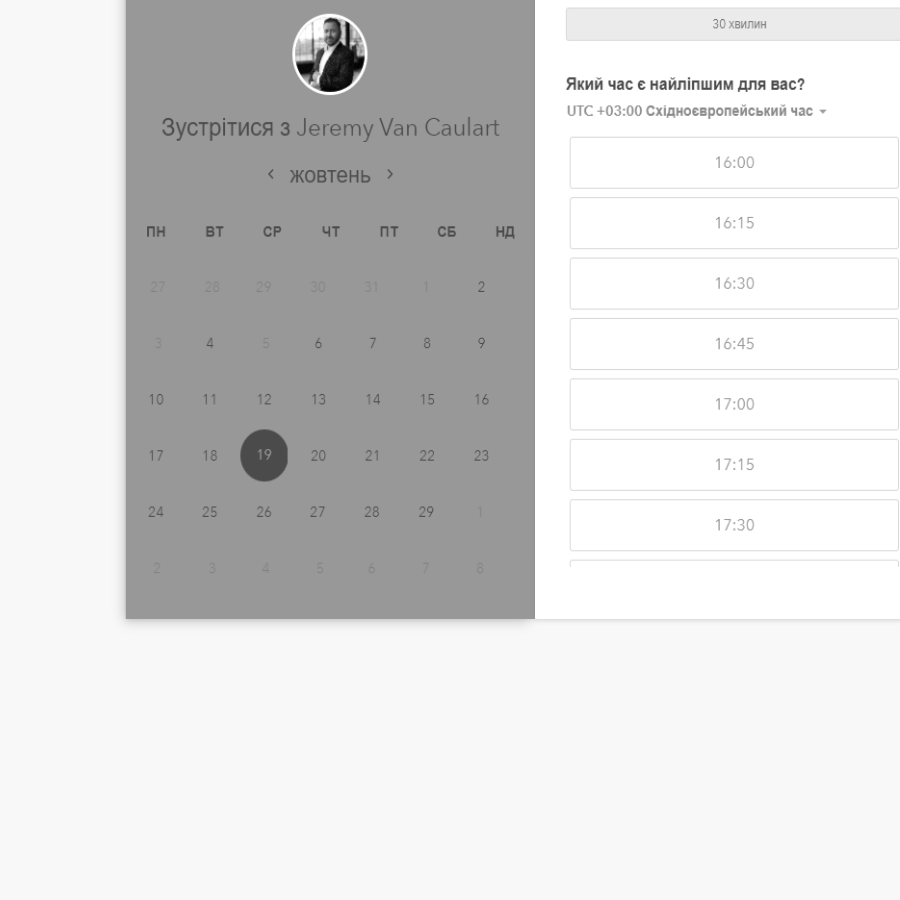 Зустрітися з Jeremy Van Caulart
‹ жовтень ›
ПН ВТ СР ЧТ ПТ СБ НД
27 28 29 30 31 1 2
3 4 5 6 7 8 9
10 11 12 13 14 15 16
17 18 19 20 21 22 23
24 25 26 27 28 29 1
2 3 4 5 6 7 8
30 хвилин
Який час є найліпшим для вас?
UTC +03:00 Східноєвропейський час
16:00
16:15
16:30
16:45
17:00
17:15
17:30